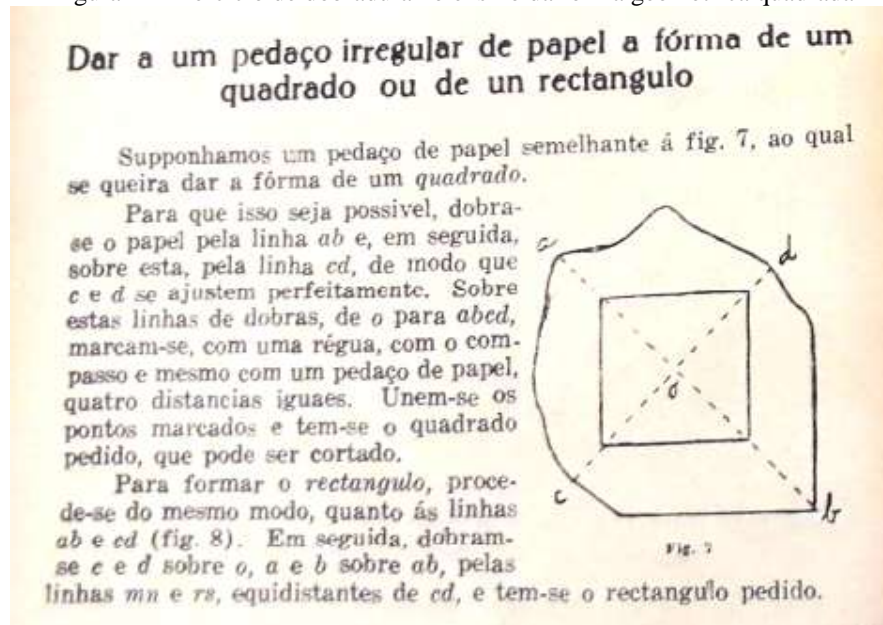 Dar a um pedaço irregular de papel a fórma de um
quadrado ou de un rectangulo
Supponhamos um pedaço de papel semelhante á fig. 7, ao qual
se queira dar a fórma de um quadrado.
Para que isso seja possivel, dobra-
se o papel pela linha ab e, em seguida,
sobre esta, pela linha cd, de modo que
c e d se ajustem perfeitamente. Sobre
estas linhas de dobras, de o para abcd,
marcam-se, com uma régua, com o com-
passo e mesmo com um pedaço de papel,
quatro distancias iguaes. Unem-se os
pontos marcados e tem-se o quadrado
pedido, que pode ser cortado.
Para formar o rectangulo, proce-
de-se do mesmo modo, quanto ás linhas
ab e cd (fig. 8). Em seguida, dobram-
se c e d sobre o, a e b sobre ab, pelas
linhas mn e rs, equidistantes de cd, e tem-se o rectangulo pedido.
a
d
o
c
b
Fig. 7